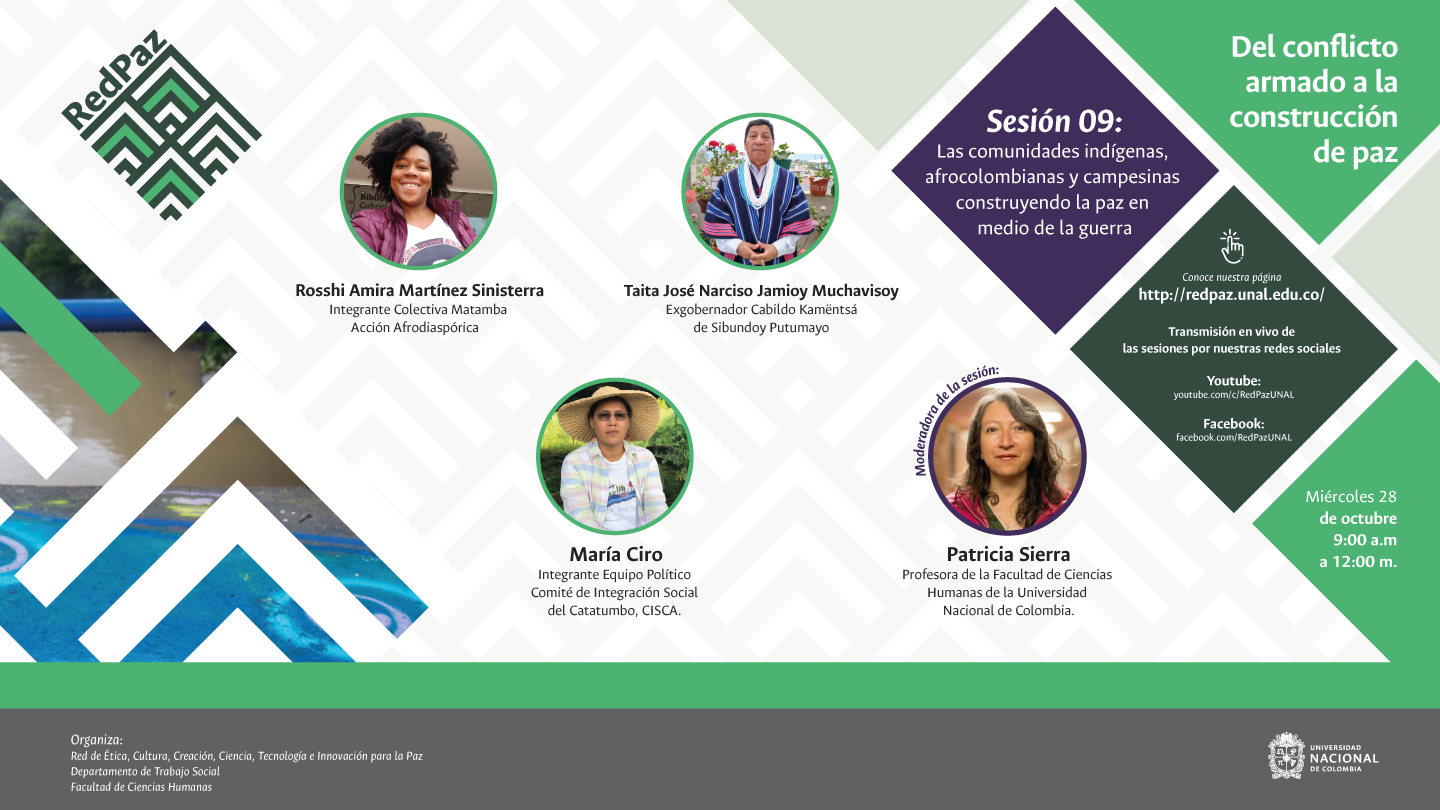 RedPaz
Del conflicto
armado a la
construcción
de paz
Sesión 09:
Las comunidades indígenas,
afrocolombianas y campesinas
construyendo la paz en
medio de la guerra
Rosshi Amira Martínez Sinisterra
Integrante Colectiva Matamba
Acción Afrodiaspórica
Taita José Narciso Jamioy Muchavisoy
Exgobernador Cabildo Kamëntsá
de Sibundoy Putumayo
Conoce nuestra página
http://redpaz.unal.edu.co/
Transmisión en vivo de
las sesiones por nuestras redes sociales
Youtube:
youtube.com/c/RedPazUNAL
Facebook:
facebook.com/RedPazUNAL
María Ciro
Integrante Equipo Político
Comité de Integración Social
del Catatumbo, CISCA.
Moderadora de la sesión:
Patricia Sierra
Profesora de la Facultad de Ciencias
Humanas de la Universidad
Nacional de Colombia.
Miércoles 28
de octubre
9:00 a.m
a 12:00 m.
Organiza:
Red de Ética, Cultura, Creación, Ciencia, Tecnología e Innovación para la Paz
Departamento de Trabajo Social
Facultad de Ciencias Humanas
UNIVERSIDAD
NACIONAL
DE COLOMBIA